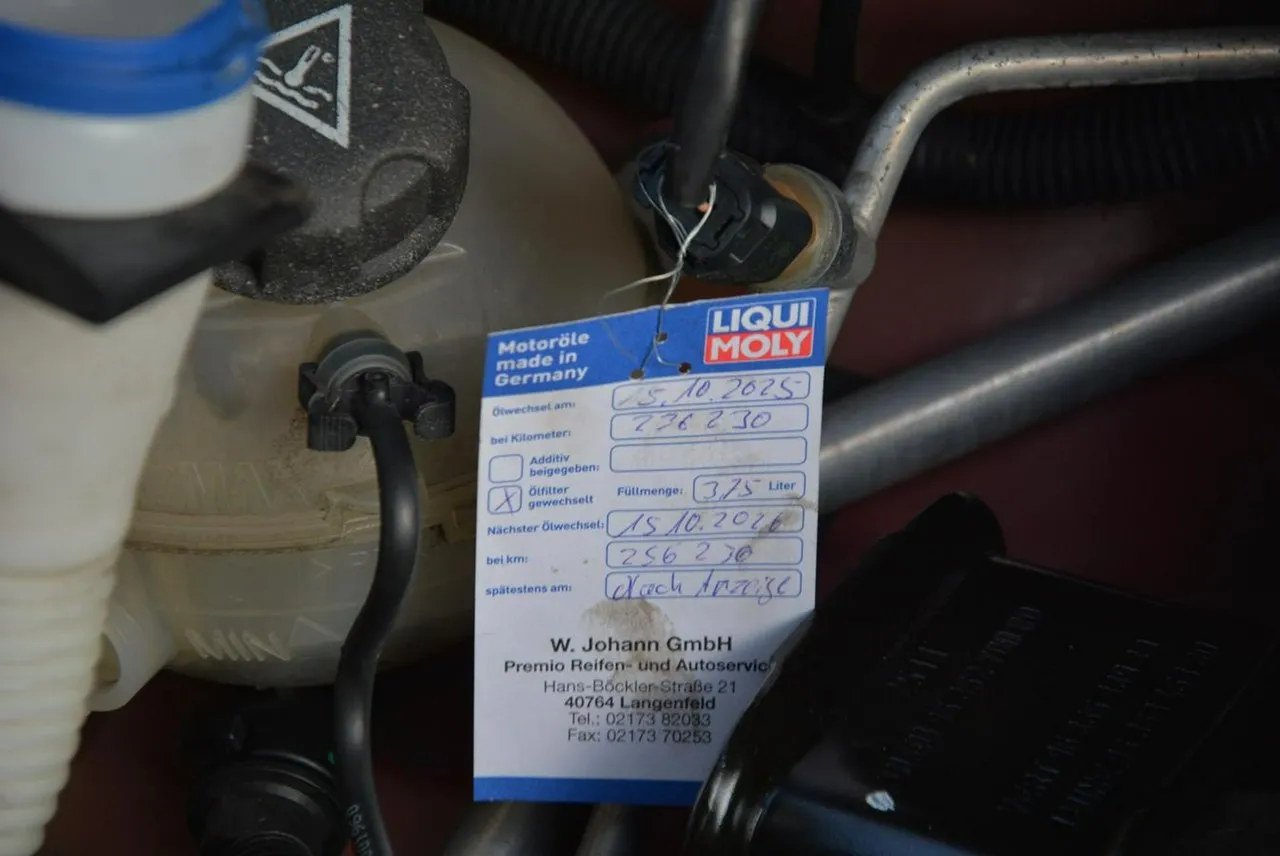 Motoröle
made in
Germany
LIQUI
MOLY
Ölwechsel am: 15.10.2025
bei Kilometer: 236 230
Additiv
beigegeben:
X Ölfilter
gewechselt
Füllmenge: 3,75 Liter
Nächster Ölwechsel: 15 10.2026
bei km: 256 230
spätestens am: Nach Anzeige
W. Johann GmbH
Premio Reifen- und Autoservic
Hans-Böckler-Straße 21
40764 Langenfeld
Tel.: 02173 82033
Fax: 02173 70253
MIN